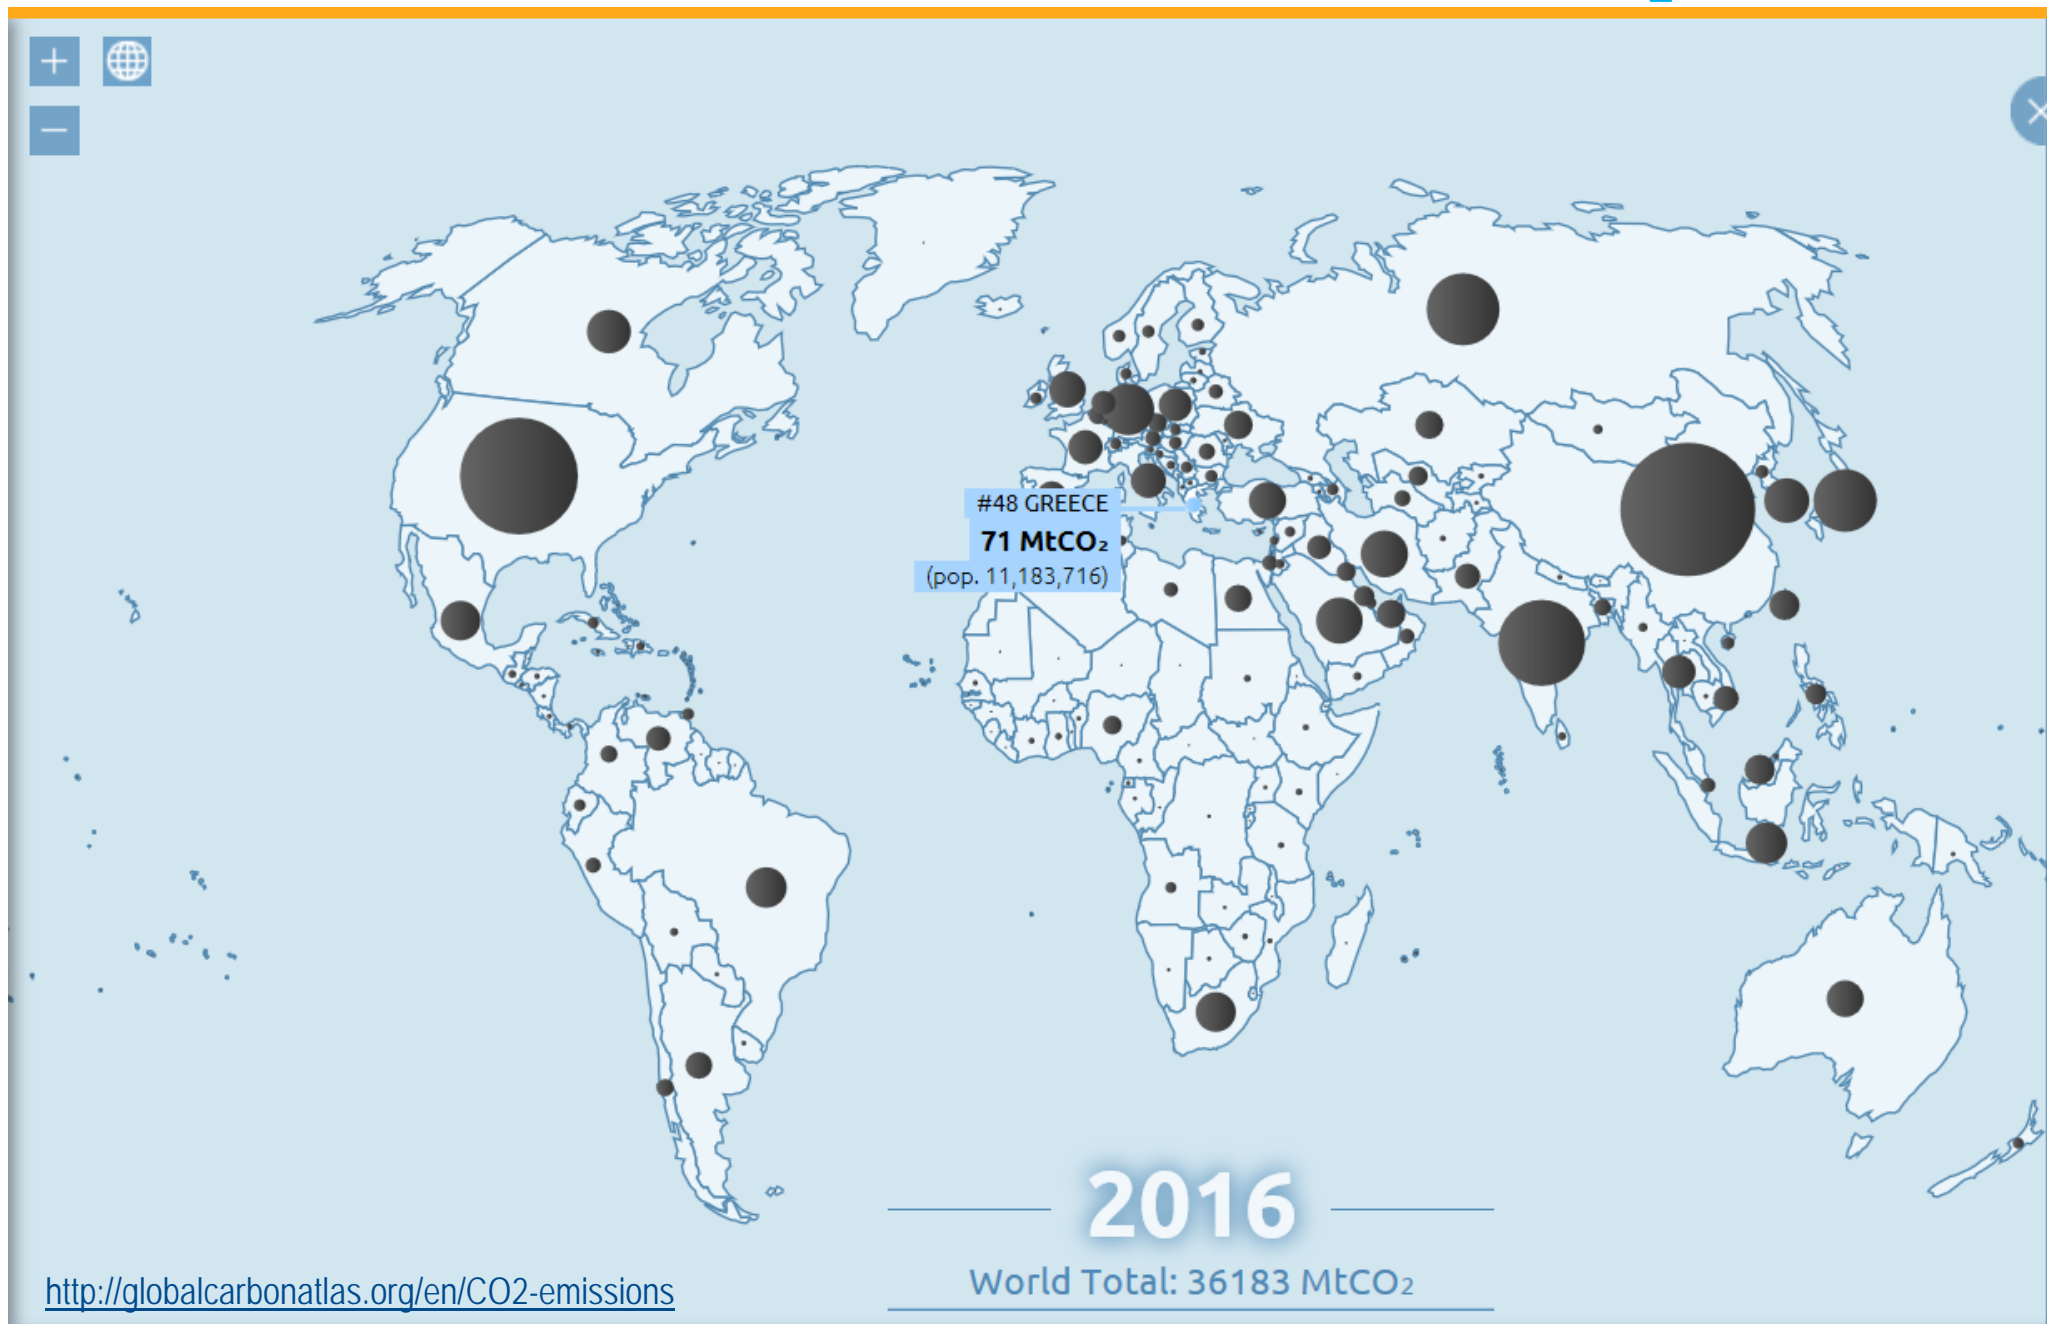 #48 GREECE
71 MtCO₂
(pop. 11,183,716)
2016
World Total: 36183 MtCO₂
http://globalcarbonatlas.org/en/CO2-emissions